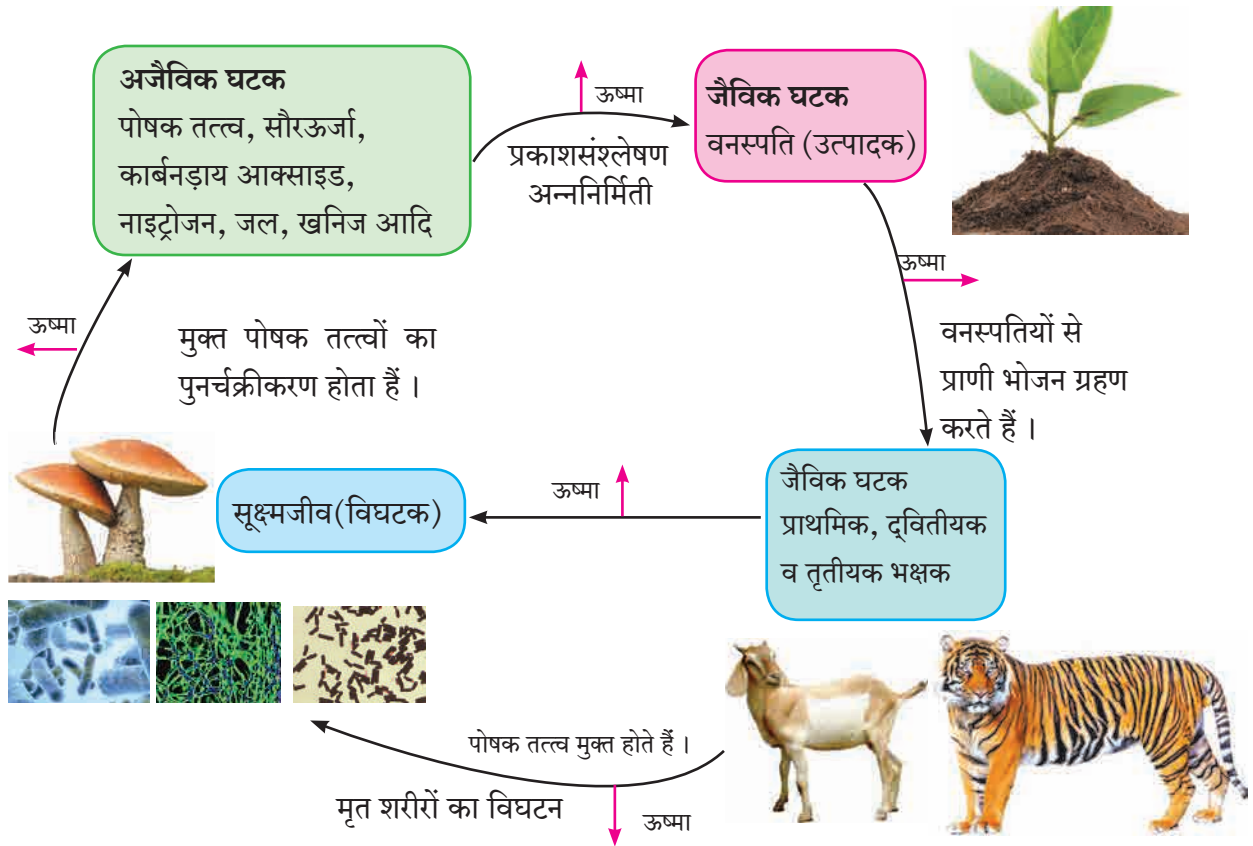 अजैविक घटक
पोषक तत्त्व, सौरऊर्जा,
कार्बनड़ाय आक्साइड,
नाइट्रोजन, जल, खनिज आदि
ऊष्मा
प्रकाशसंश्लेषण
अन्ननिर्मिती
जैविक घटक
वनस्पति (उत्पादक)
ऊष्मा
वनस्पतियों से
प्राणी भोजन ग्रहण
करते हैं ।
जैविक घटक
प्राथमिक, द्‌वितीयक
व तृतीयक भक्षक
ऊष्मा
सूक्ष्मजीव(विघटक)
पोषक तत्त्व मुक्त होते हैं ।
मृत शरीरों का विघटन
ऊष्मा
ऊष्मा
मुक्त पोषक तत्त्वों का
पुनर्चक्रीकरण होता हैं ।